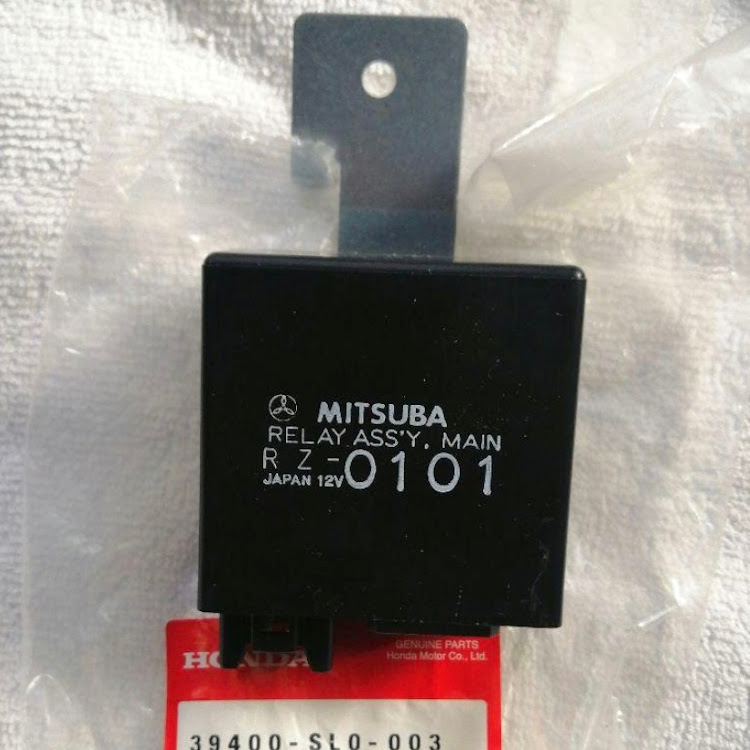 MITSUBA
RELAY ASS'Y. MAIN
RZ-0101
JAPAN 12V
HONDA
GENUINE PARTS
Honda Motor Co., Ltd.
39400-SL0-003